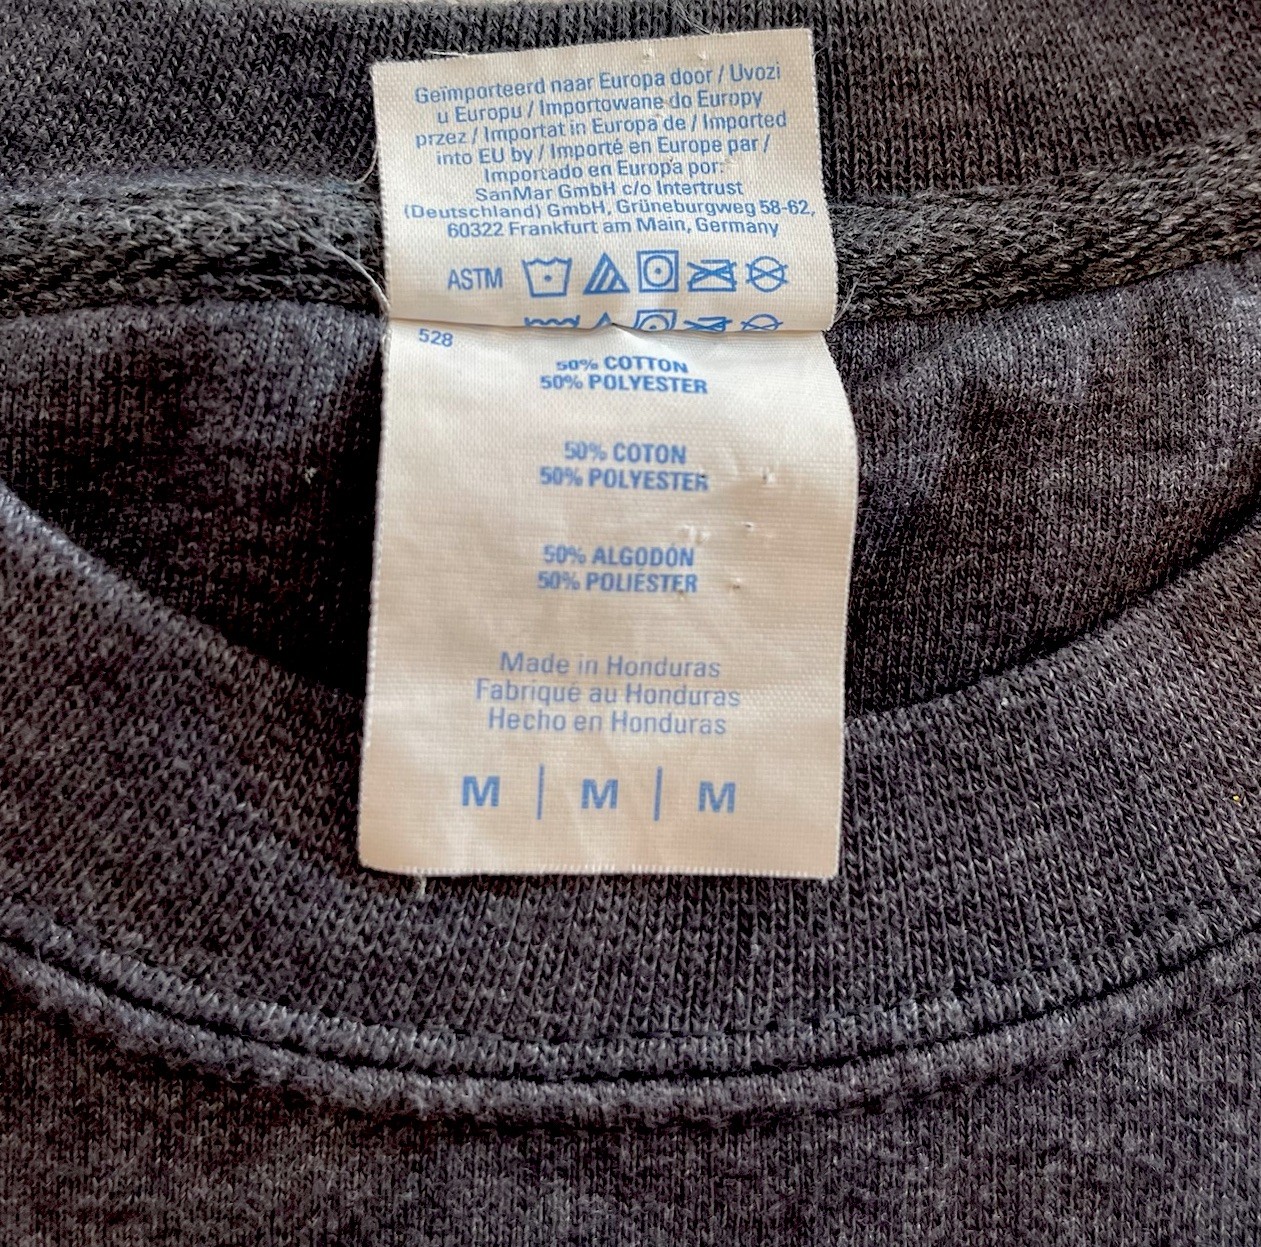 Geïmporteerd naar Europa door / Uvozi
u Europu / Importowane do Europy
przez / Importat in Europa de / Imported
into EU by / Importé en Europe par /
Importado en Europa por:
SanMar GmbH c/o Intertrust
(Deutschland) GmbH, Grüneburgweg 58-62,
60322 Frankfurt am Main, Germany
ASTM
528
50% COTTON
50% POLYESTER
50% COTON
50% POLYESTER
50% ALGODÓN
50% POLIÉSTER
Made in Honduras
Fabriqué au Honduras
Hecho en Honduras
M | M | M